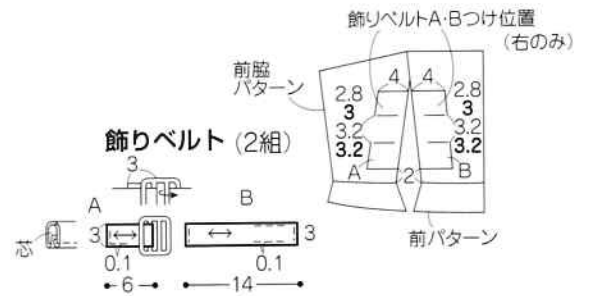 飾りベルトA・Bつけ位置
(右のみ)
前脇
パターン
4
4
2.8
3
3.2
3.2
2.8
3
3.2
3.2
A
2
B
前パターン
飾りベルト(2組)
3
A
B
芯
3
3
0.1
0.1
6
14